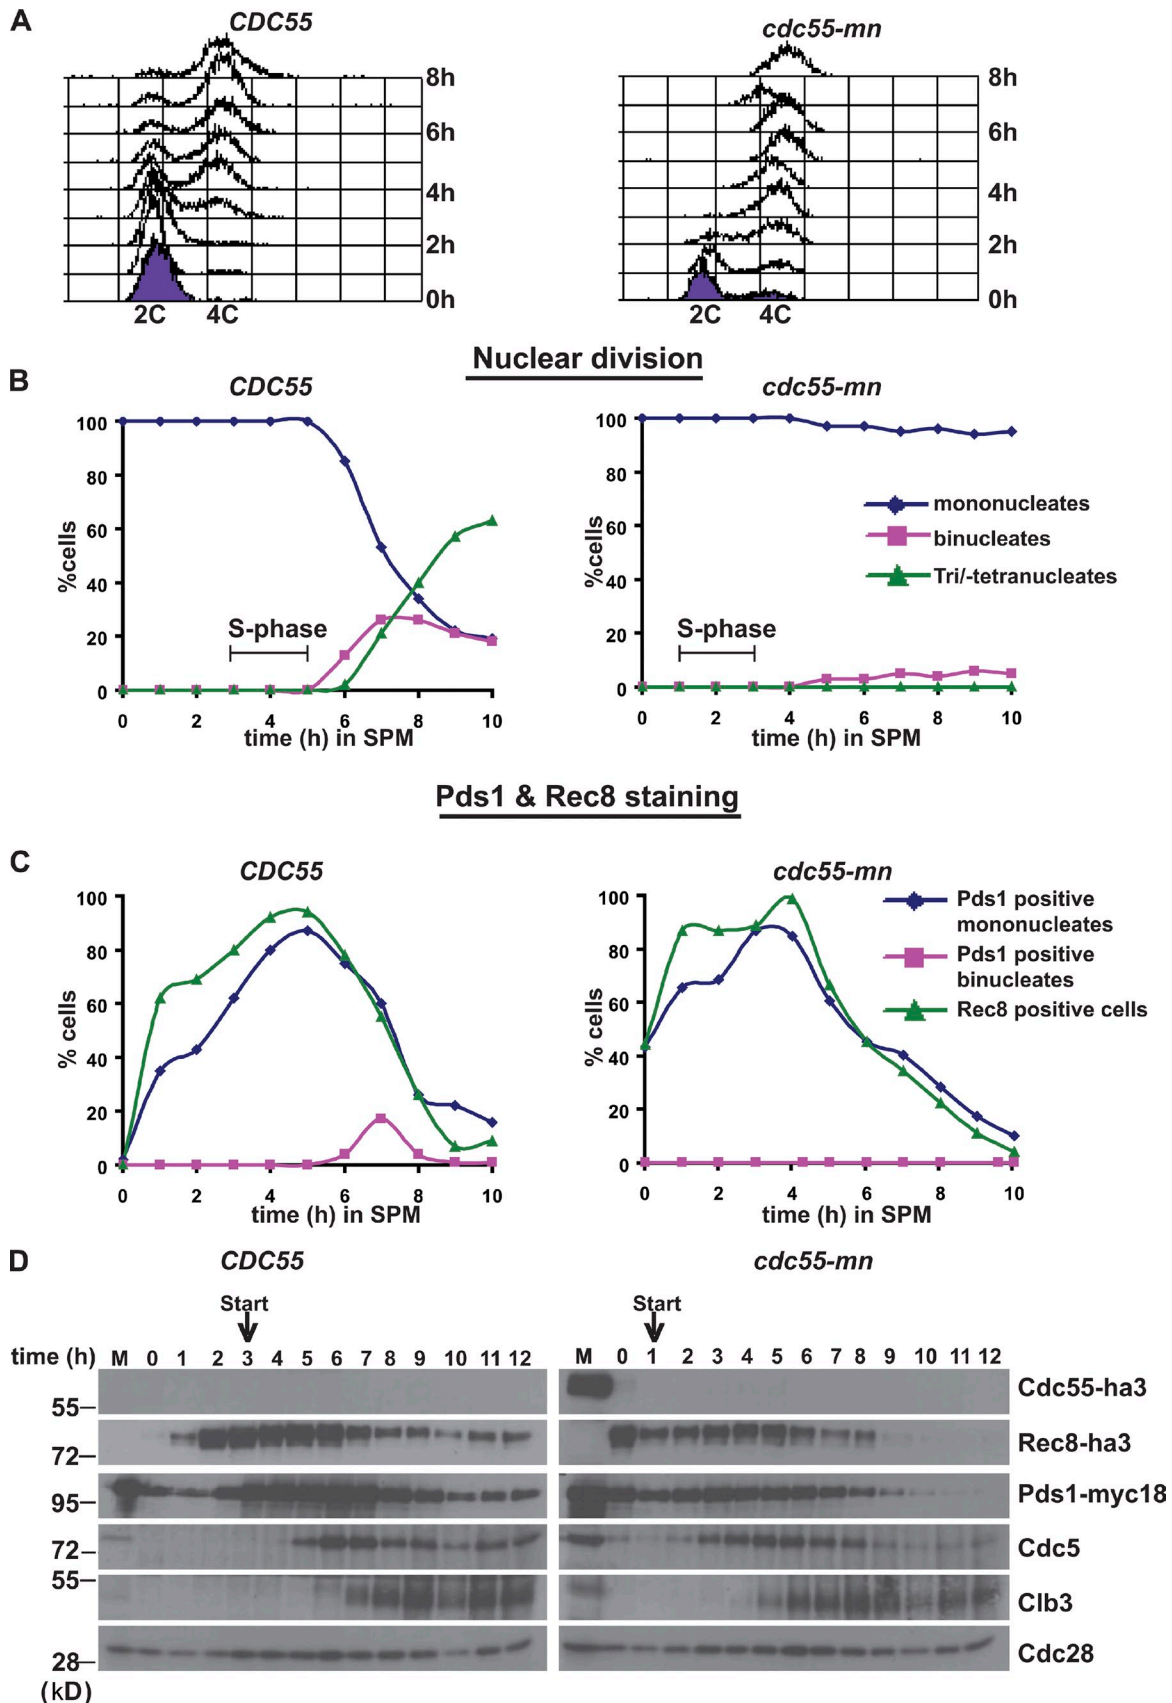 A
CDC55
cdc55-mn
8h
6h
4h
2h
0h
2C 4C
8h
6h
4h
2h
0h
2C 4C
Nuclear division
B
CDC55
cdc55-mn
%cells
100
80
60
40
20
0
S-phase
0 2 4 6 8 10
time (h) in SPM
%cells
100
80
60
40
20
0
S-phase
0 2 4 6 8 10
time (h) in SPM
mononucleates
binucleates
Tri/-tetranucleates
Pds1 & Rec8 staining
C
CDC55
cdc55-mn
% cells
100
80
60
40
20
0
0 2 4 6 8 10
time (h) in SPM
% cells
100
80
60
40
20
0
0 2 4 6 8 10
time (h) in SPM
Pds1 positive
mononucleates
Pds1 positive
binucleates
Rec8 positive cells
D
CDC55
cdc55-mn
Start
Start
time (h) M 0 1 2 3 4 5 6 7 8 9 10 11 12
M 0 1 2 3 4 5 6 7 8 9 10 11 12
55
Cdc55-ha3
72
Rec8-ha3
95
Pds1-myc18
72
Cdc5
55
Clb3
28
Cdc28
(kD)